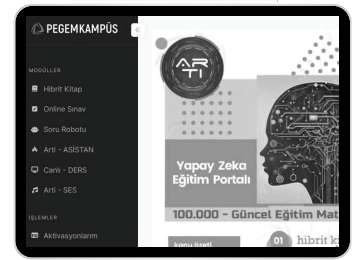 PEGEMKAMPÜS
«
MODÜLLER
Hibrit Kitap
Online Sınav
Soru Robotu
Arti - ASİSTAN
Canlı - DERS
Arti - SES
İŞLEMLER
Aktivasyonlarım
ARTI
Yapay Zeka
Eğitim Portalı
100.000 - Güncel Eğitim Mat
konu özeti
01 hibrit k